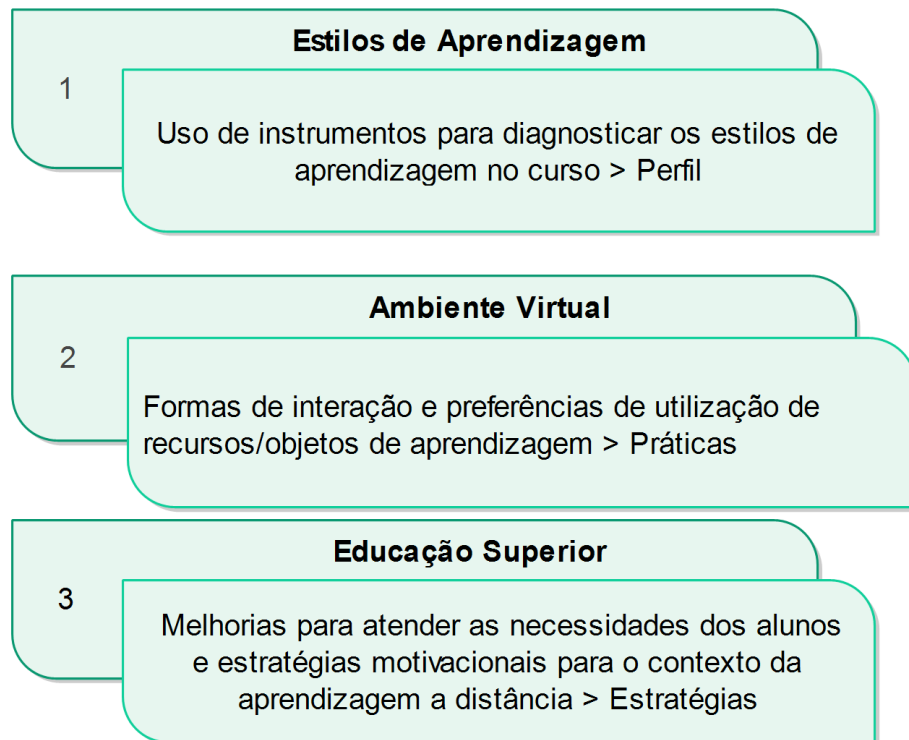 Estilos de Aprendizagem
1
Uso de instrumentos para diagnosticar os estilos de
aprendizagem no curso > Perfil
Ambiente Virtual
2
Formas de interação e preferências de utilização de
recursos/objetos de aprendizagem > Práticas
Educação Superior
3
Melhorias para atender as necessidades dos alunos
e estratégias motivacionais para o contexto da
aprendizagem a distância > Estratégias